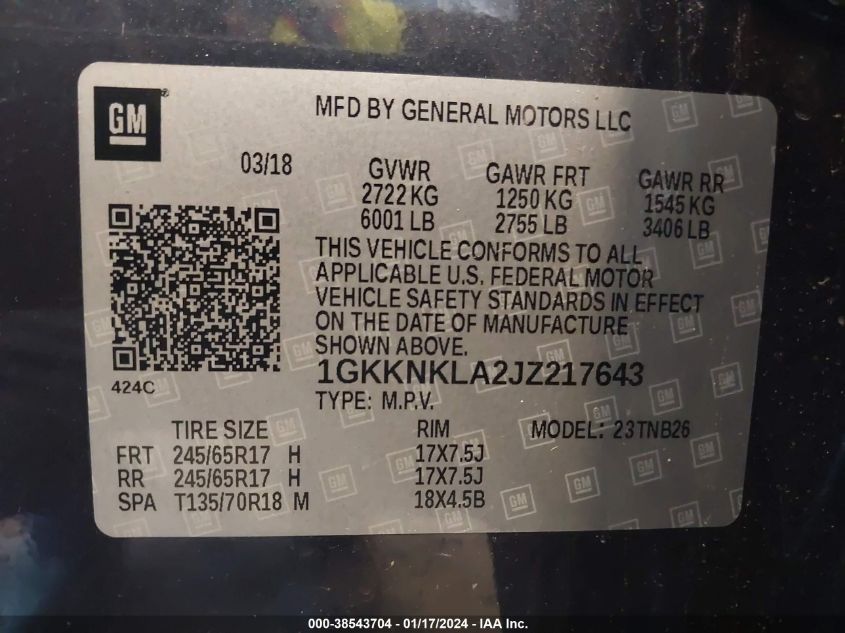 GM
MFD BY GENERAL MOTORS LLC
03/18 GVWR GAWR FRT GAWR RR
2722 KG 1250 KG 1545 KG
6001 LB 2755 LB 3406 LB
THIS VEHICLE CONFORMS TO ALL
APPLICABLE U.S. FEDERAL MOTOR
VEHICLE SAFETY STANDARDS IN EFFECT
ON THE DATE OF MANUFACTURE
SHOWN ABOVE.
424C
1GKKNKLA2JZ217643
TYPE: M.P.V.
TIRE SIZE RIM MODEL: 23TNB26
FRT 245/65R17 H 17X7.5J
RR 245/65R17 H 17X7.5J
SPA T135/70R18 M 18X4.5B
000-38543704 - 01/17/2024 - IAA Inc.